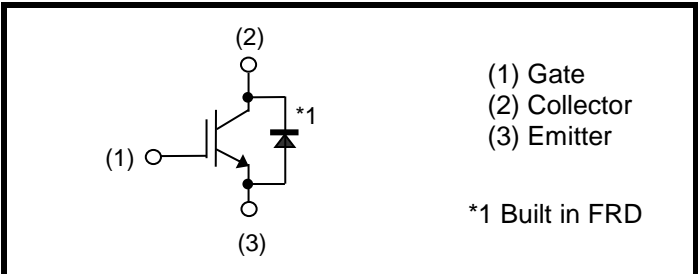 (2)
*1
(1)
(3)
(1) Gate
(2) Collector
(3) Emitter
*1 Built in FRD